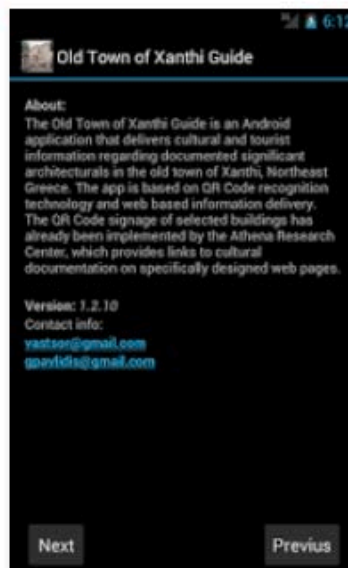 6:12
Old Town of Xanthi Guide
About:
The Old Town of Xanthi Guide is an Android
application that delivers cultural and tourist
information regarding documented significant
architecturals in the old town of Xanthi, Northeast
Greece. The app is based on QR Code recognition
technology and web based information delivery.
The QR Code signage of selected buildings has
already been implemented by the Athena Research
Center, which provides links to cultural
documentation on specifically designed web pages.
Version: 1.2.10
Contact info:
vastsor@gmail.com
gpavlidis@gmail.com
Next
Previus